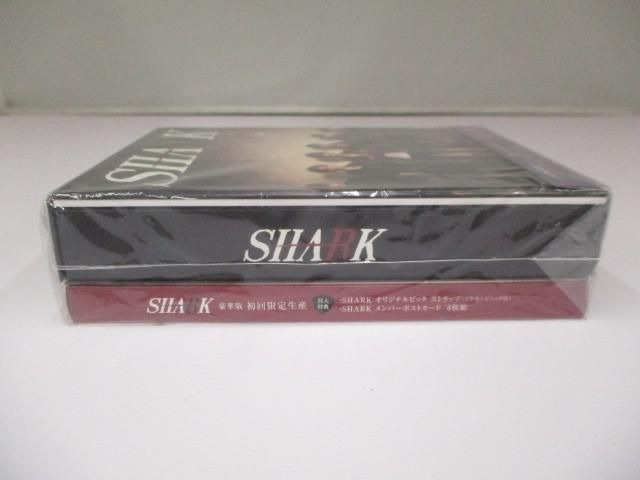 SHARK
SHARK
SHARK 豪華版 初回限定生産 封入特典
・SHARK オリジナルピック ストラップ
・SHARK メンバーポストカード 8枚組